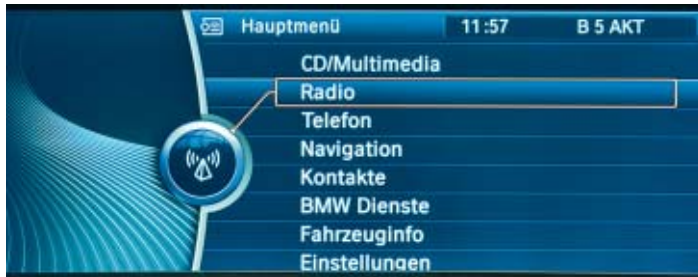 Hauptmenü 11:57 B 5 AKT
CD/Multimedia
Radio
Telefon
Navigation
Kontakte
BMW Dienste
Fahrzeuginfo
Einstellungen